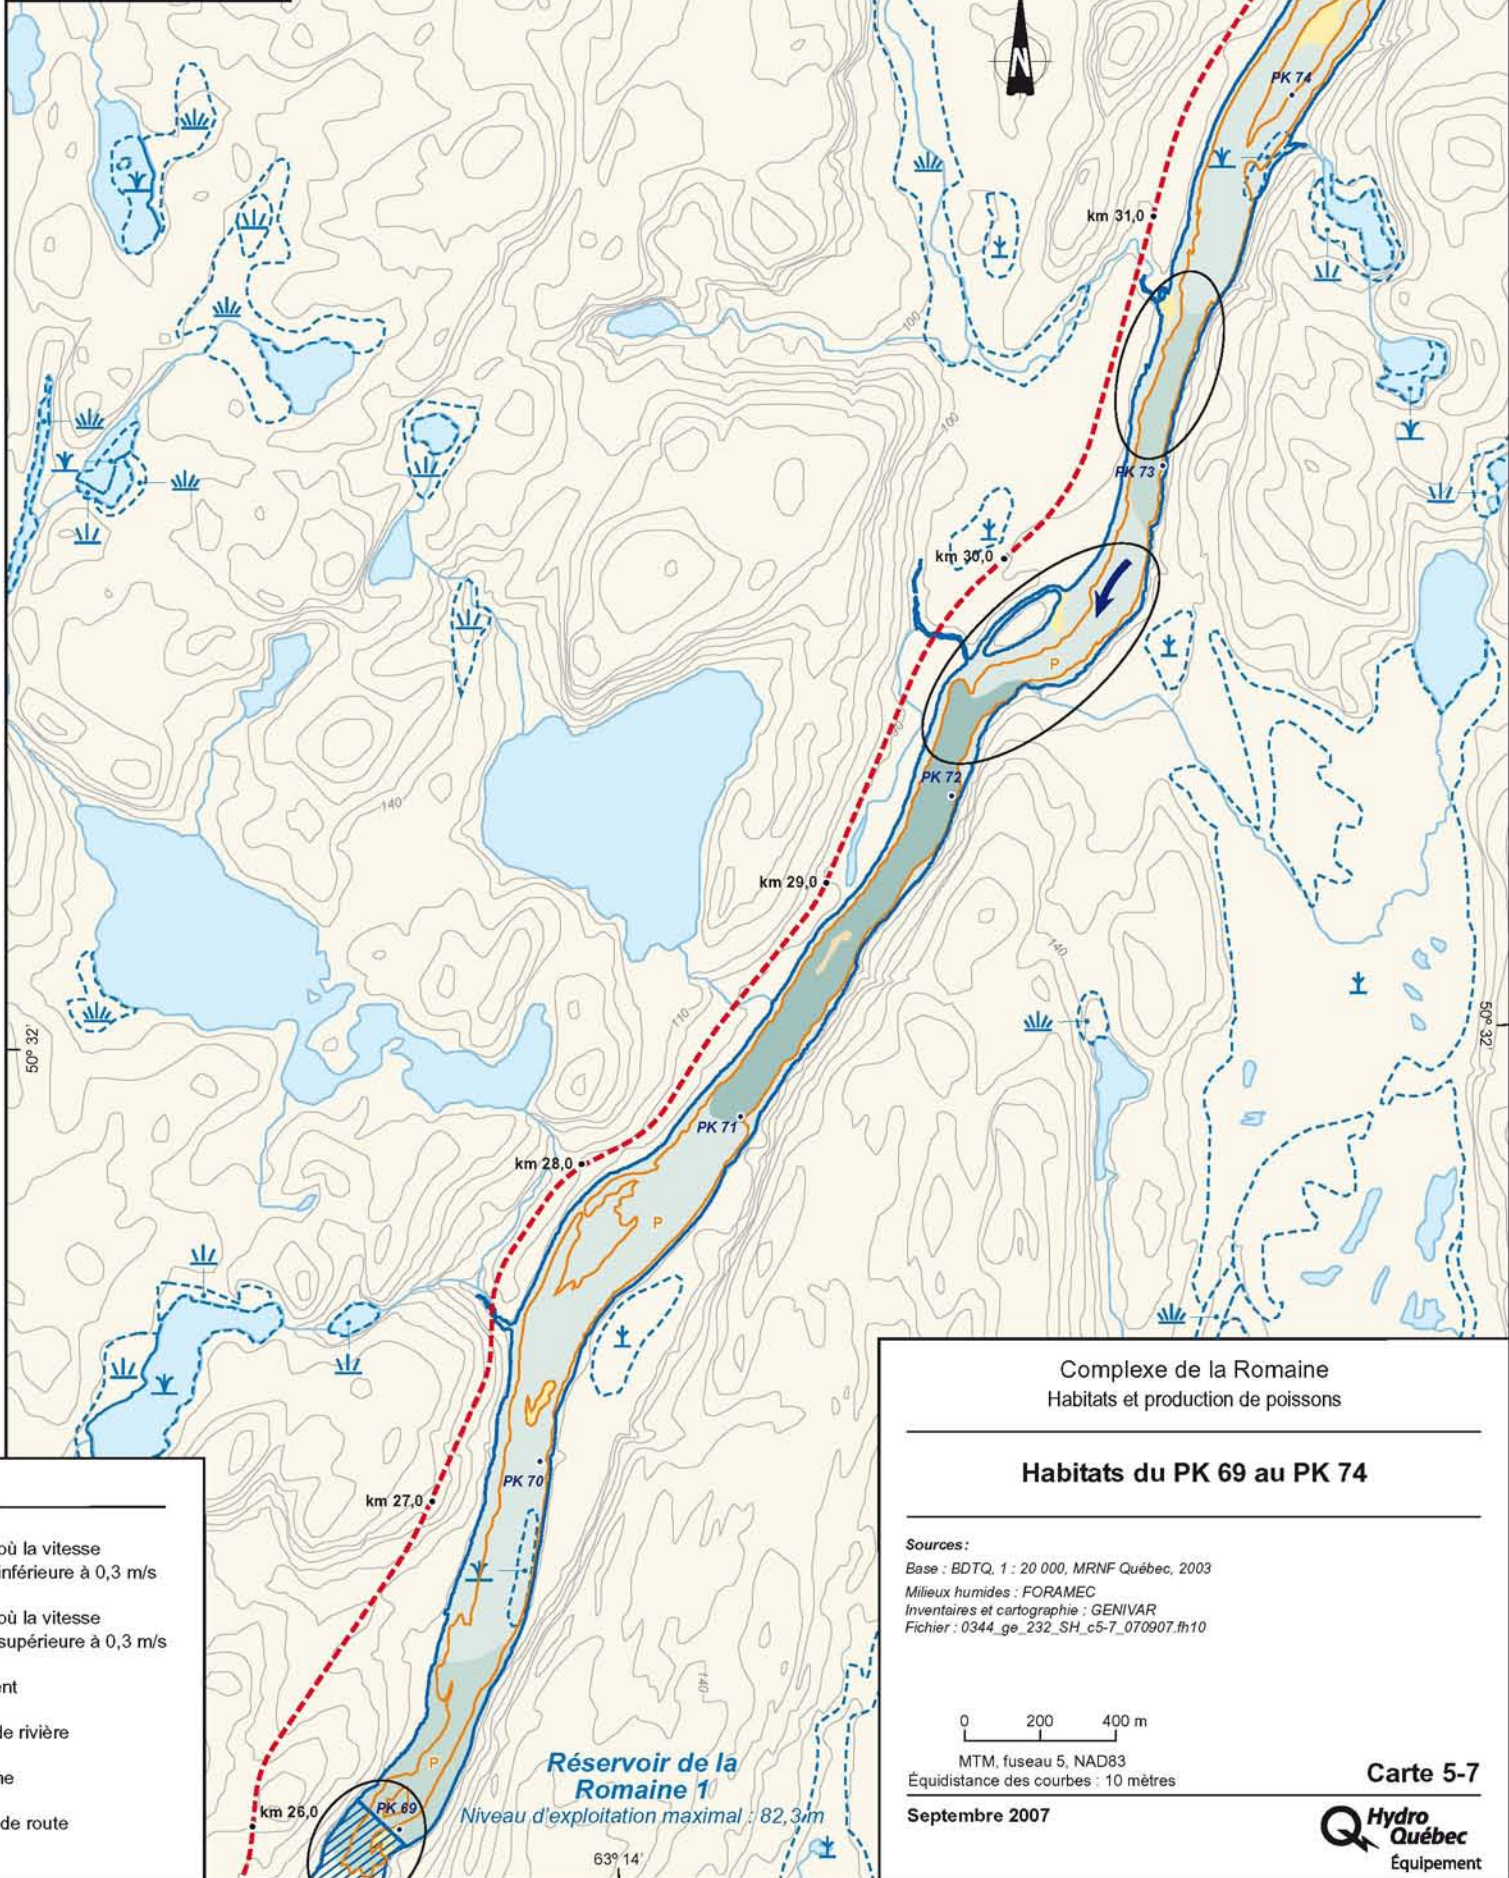 N
PK 74
km 31,0
100
100
PK 73
km 30,0
P
90
PK 72
140
km 29,0
140
110
50° 32'
50° 32'
PK 71
km 28,0
P
PK 70
km 27,0
140
P
PK 69
km 26,0
Réservoir de la
Romaine 1
Niveau d'exploitation maximal : 82,3 m
63° 14'
où la vitesse
inférieure à 0,3 m/s
où la vitesse
supérieure à 0,3 m/s
ent
de rivière
ne
de route
Complexe de la Romaine
Habitats et production de poissons
Habitats du PK 69 au PK 74
Sources :
Base : BDTQ, 1 : 20 000, MRNF Québec, 2003
Milieux humides : FORAMEC
Inventaires et cartographie : GENIVAR
Fichier : 0344_ge_232_SH_c5-7_070907.fh10
0 200 400 m
MTM, fuseau 5, NAD83
Équidistance des courbes : 10 mètres
Carte 5-7
Septembre 2007
Hydro
Québec
Équipement